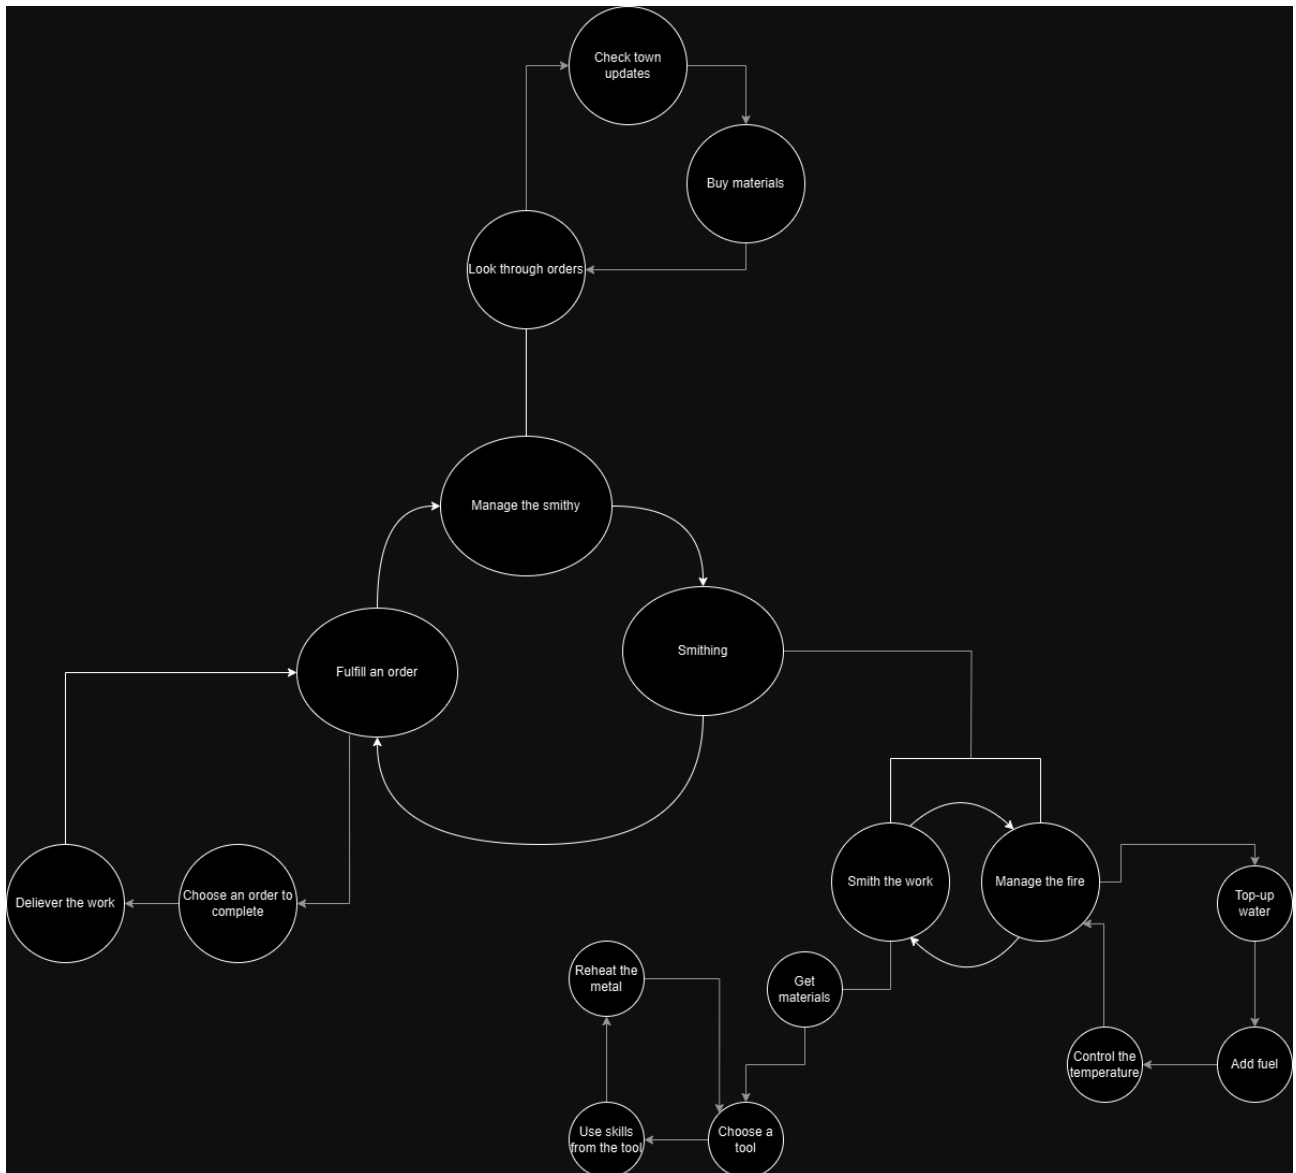 Check town
updates
Buy materials
Look through orders
Manage the smithy
Smithing
Fulfill an order
Smith the work
Manage the fire
Deliever the work
Choose an order to
complete
Top-up
water
Reheat the
metal
Get
materials
Control the
temperature
Add fuel
Use skills
from the tool
Choose a
tool